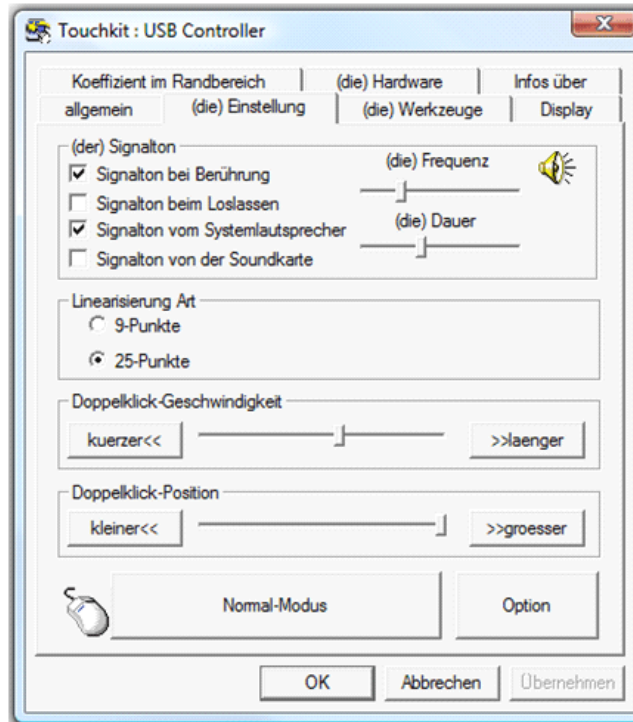 Touchkit : USB Controller
Koeffizient im Randbereich
(die) Hardware
Infos über
allgemein
(die) Einstellung
(die) Werkzeuge
Display
(der) Signalton
Signalton bei Berührung
Signalton beim Loslassen
Signalton vom Systemlautsprecher
Signalton von der Soundkarte
(die) Frequenz
(die) Dauer
Linearisierung Art
9-Punkte
25-Punkte
Doppelklick-Geschwindigkeit
kuerzer<<
>>laenger
Doppelklick-Position
kleiner<<
>>groesser
Normal-Modus
Option
OK
Abbrechen
Übernehmen